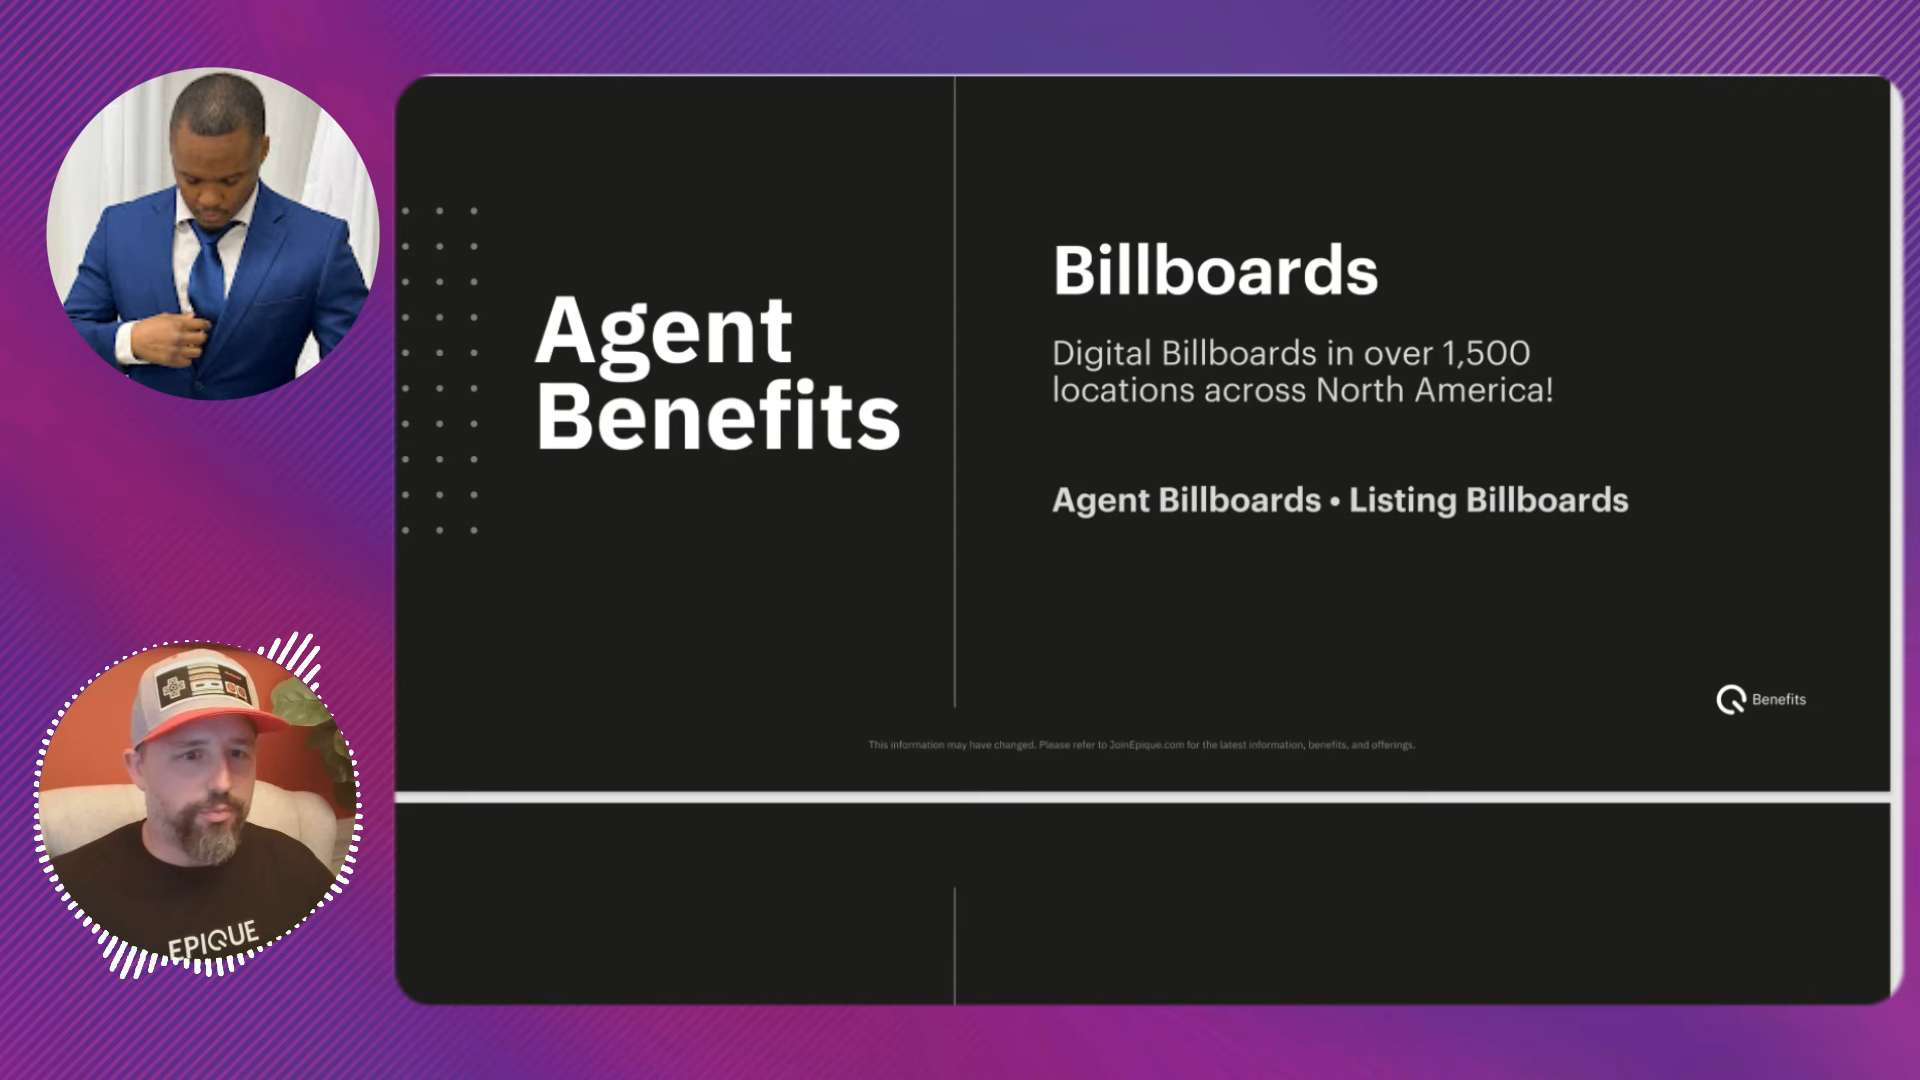 Agent
Benefits
Billboards
Digital Billboards in over 1,500
locations across North America!
Agent Billboards • Listing Billboards
Benefits
This information may have changed. Please refer to JoinEpique.com for the latest information, benefits, and offerings.
EPIQUE